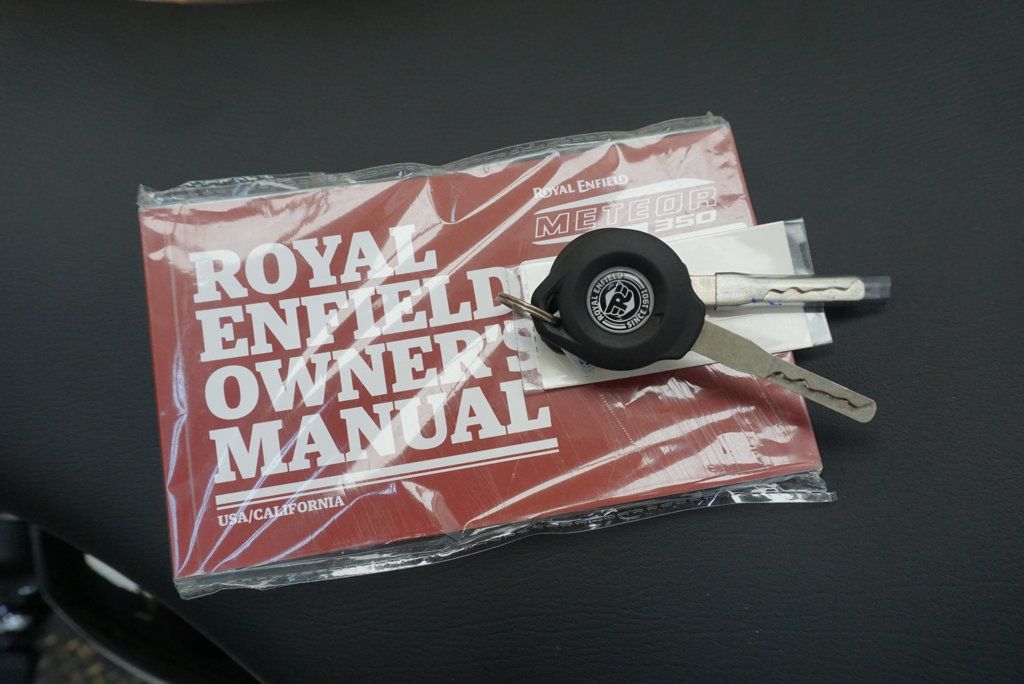 ROYAL ENFIELD
METEOR
350
ROYAL
ENFIELD
OWNER'S
MANUAL
USA/CALIFORNIA
ROYAL ENFIELD
R
SINCE 1901